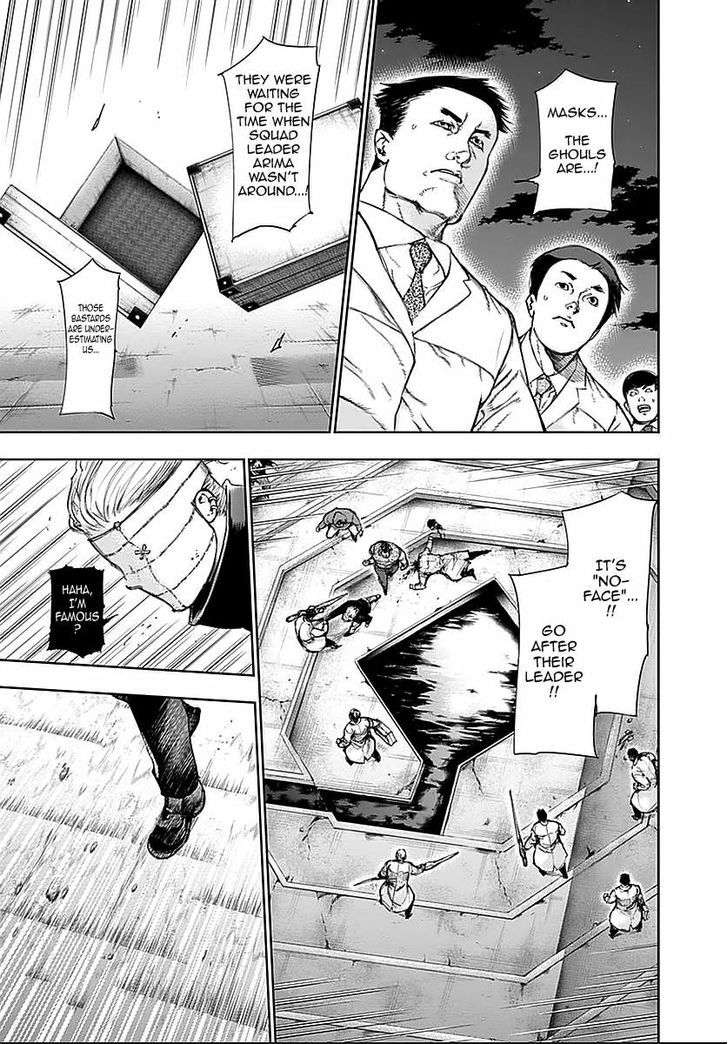 MASKS...
THE
GHOULS
ARE...!
THEY WERE
WAITING
FOR THE
TIME WHEN
SQUAD
LEADER
ARIMA
WASN'T
AROUND...!
THOSE
BASTARDS
ARE UNDER-
ESTIMATING
US...
IT'S
"NO-
FACE"...
!!
GO
AFTER
THEIR
LEADER
!!
HAHA,
I'M
FAMOUS
?